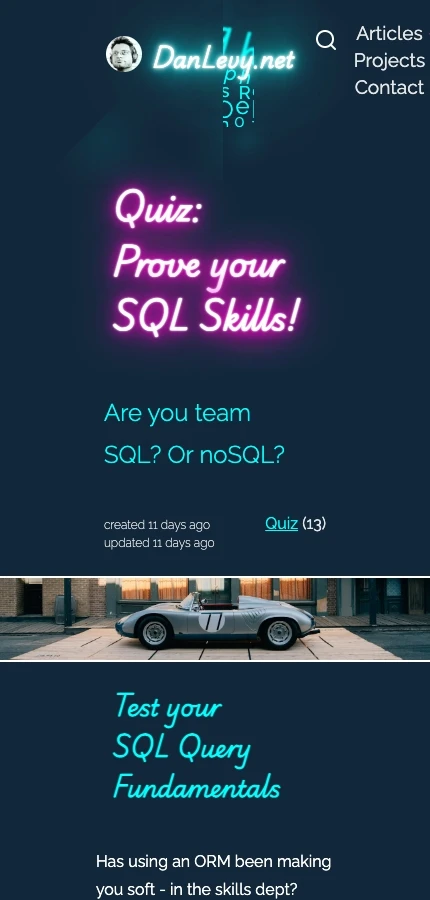 DanLevy.net
Articles
Projects
Contact
Quiz:
Prove your
SQL Skills!
Are you team
SQL? Or noSQL?
created 11 days ago
updated 11 days ago
Quiz (13)
77
Test your
SQL Query
Fundamentals
Has using an ORM been making
you soft - in the skills dept?